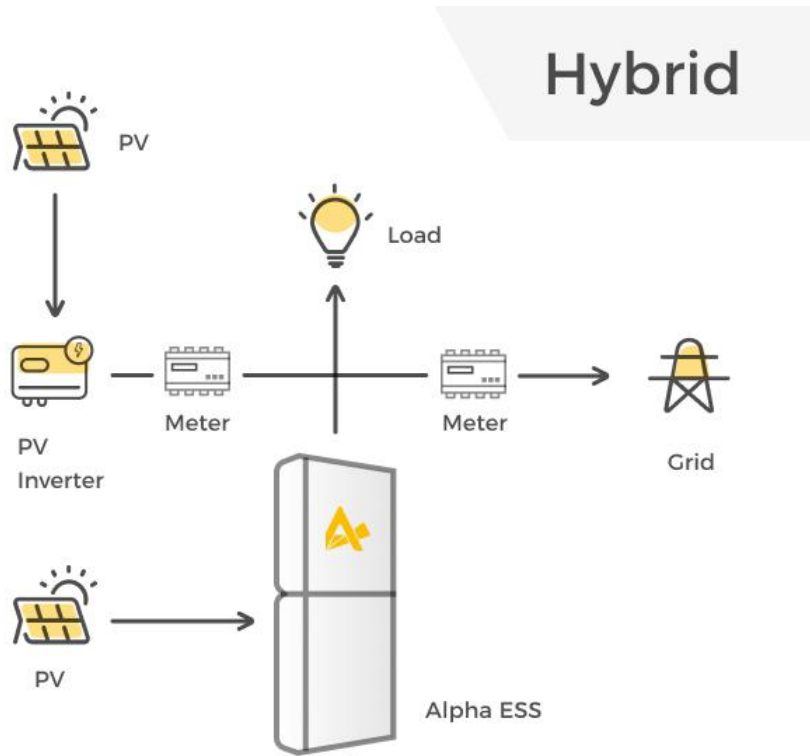 Hybrid
PV
Load
Meter
Meter
PV
Inverter
Grid
PV
Alpha ESS